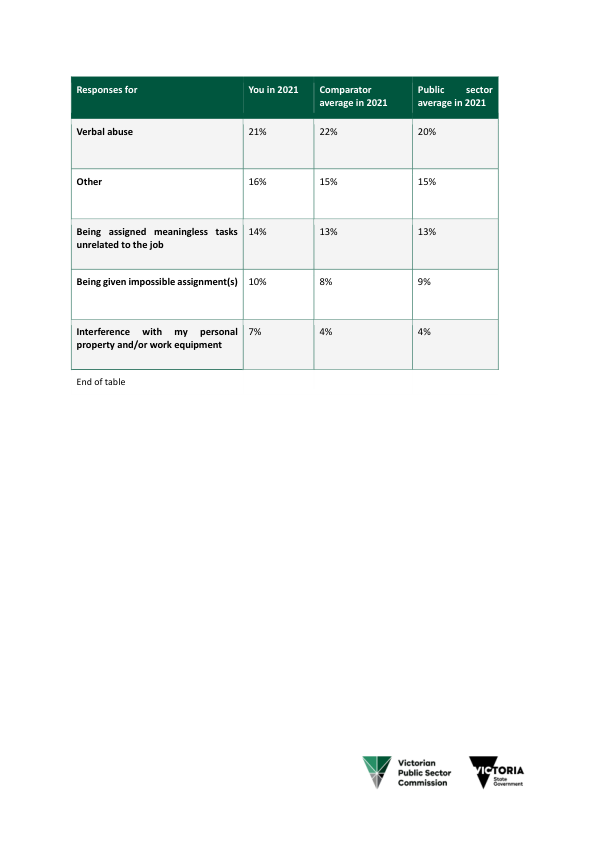 Responses for You in 2021 Comparator average in 2021 Public sector average in 2021
Verbal abuse 21% 22% 20%
Other 16% 15% 15%
Being assigned meaningless tasks unrelated to the job 14% 13% 13%
Being given impossible assignment(s) 10% 8% 9%
Interference with my personal property and/or work equipment 7% 4% 4%
End of table
Victorian
Public Sector
Commission
VICTORIA
State
Government